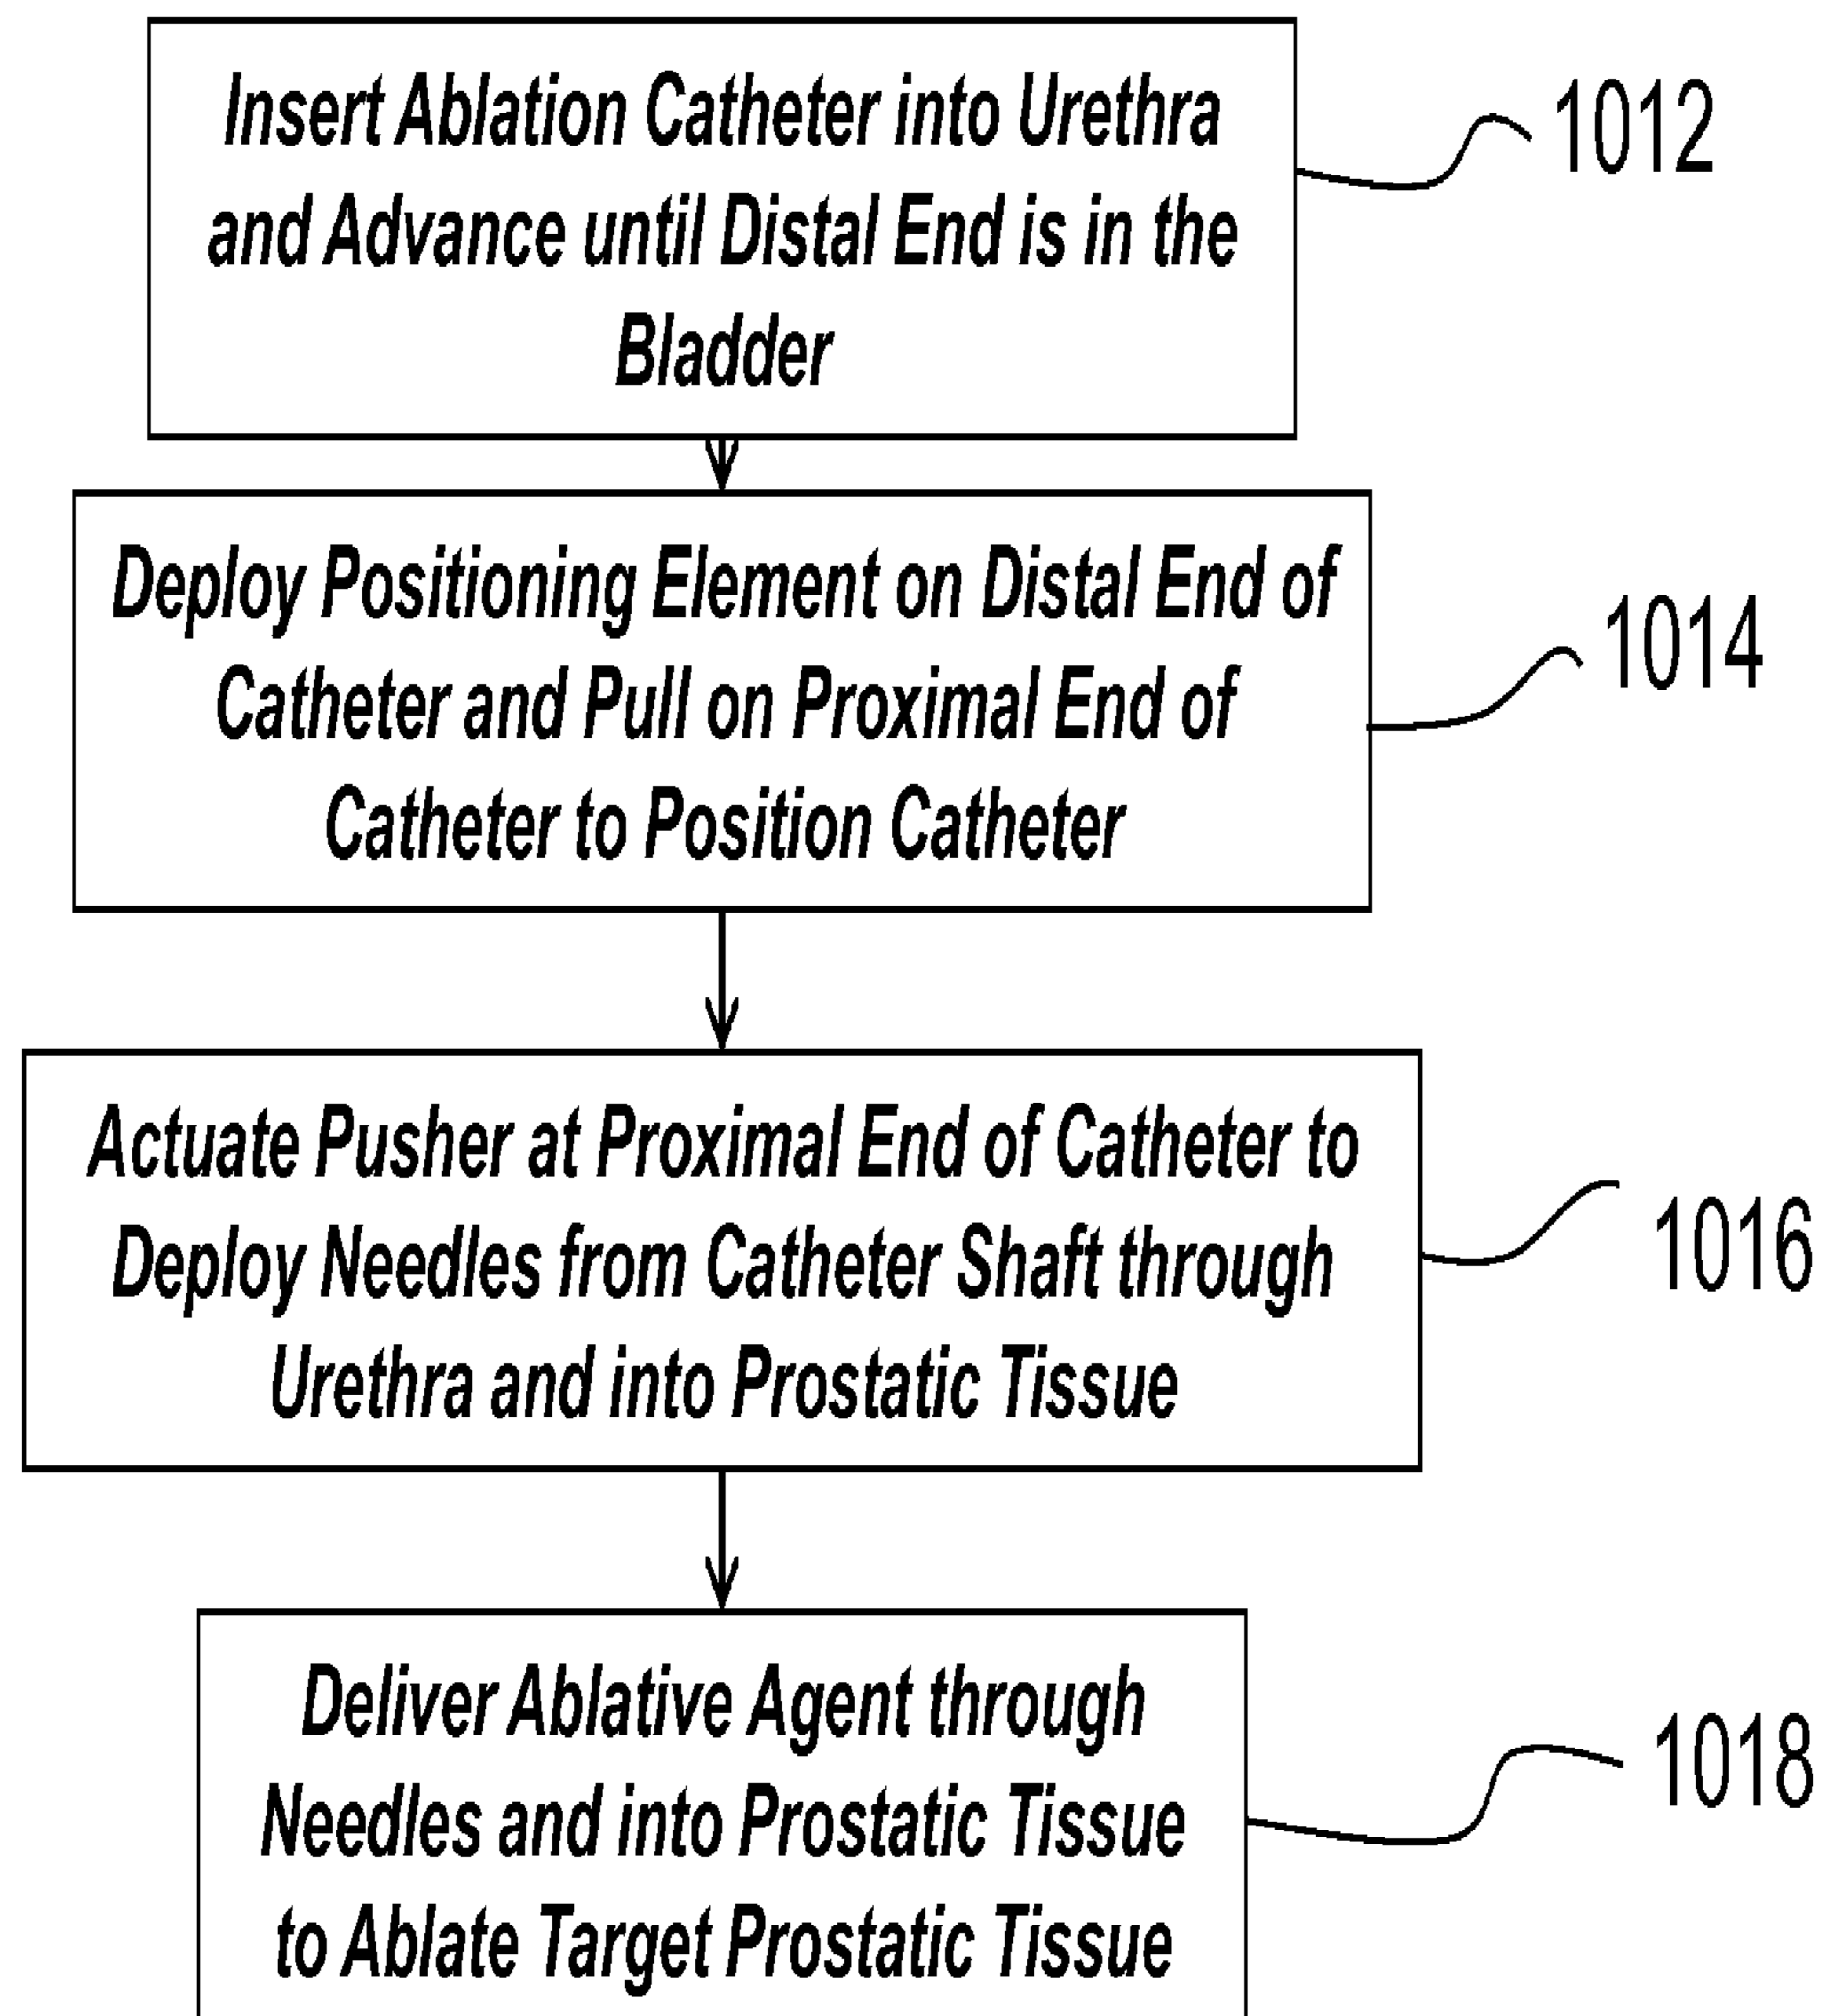 Insert Ablation Catheter into Urethra
and Advance until Distal End is in the
Bladder
1012
Deploy Positioning Element on Distal End of
Catheter and Pull on Proximal End of
Catheter to Position Catheter
1014
Actuate Pusher at Proximal End of Catheter to
Deploy Needles from Catheter Shaft through
Urethra and into Prostatic Tissue
1016
Deliver Ablative Agent through
Needles and into Prostatic Tissue
to Ablate Target Prostatic Tissue
1018